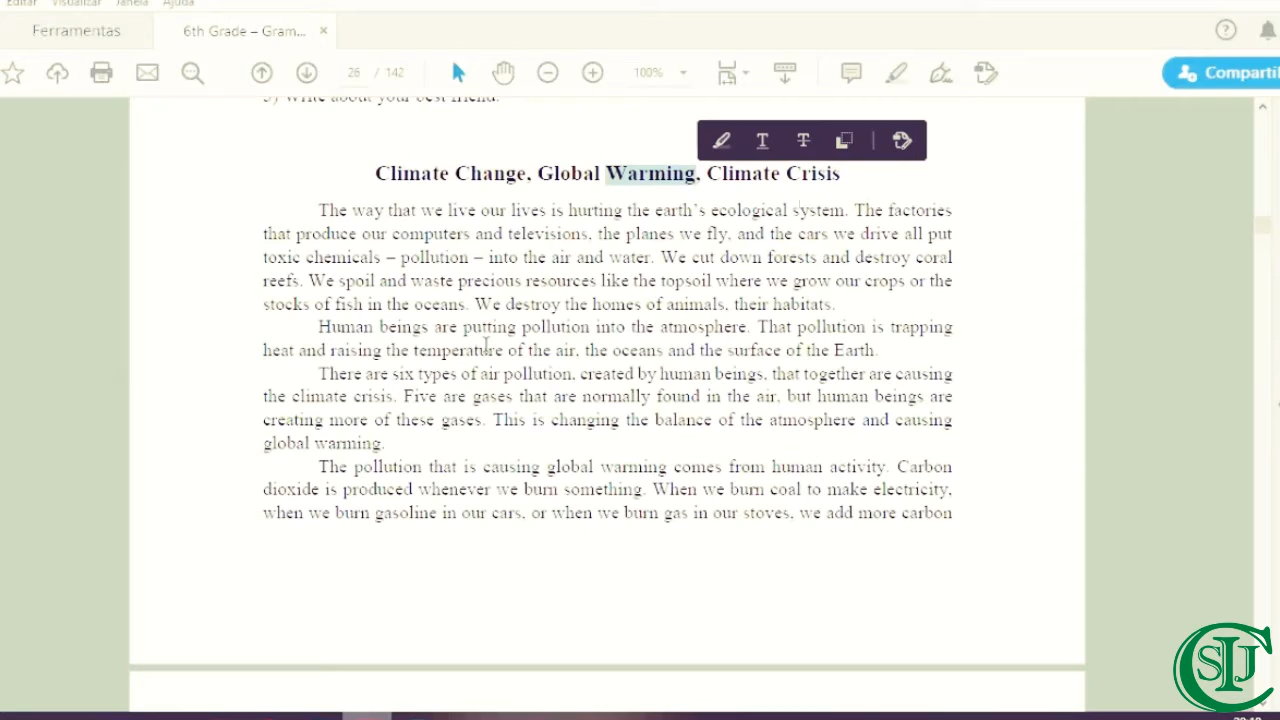 Editar Visualizar Janela Ajuda
Ferramentas
6th Grade – Gram... ×
26 / 142
100%
Compartil
5) Write about your best friend.
Climate Change, Global Warming, Climate Crisis
The way that we live our lives is hurting the earth's ecological system. The factories
that produce our computers and televisions, the planes we fly, and the cars we drive all put
toxic chemicals – pollution – into the air and water. We cut down forests and destroy coral
reefs. We spoil and waste precious resources like the topsoil where we grow our crops or the
stocks of fish in the oceans. We destroy the homes of animals, their habitats.
Human beings are putting pollution into the atmosphere. That pollution is trapping
heat and raising the temperature of the air, the oceans and the surface of the Earth.
There are six types of air pollution, created by human beings, that together are causing
the climate crisis. Five are gases that are normally found in the air, but human beings are
creating more of these gases. This is changing the balance of the atmosphere and causing
global warming.
The pollution that is causing global warming comes from human activity. Carbon
dioxide is produced whenever we burn something. When we burn coal to make electricity,
when we burn gasoline in our cars, or when we burn gas in our stoves, we add more carbon
CSIJ